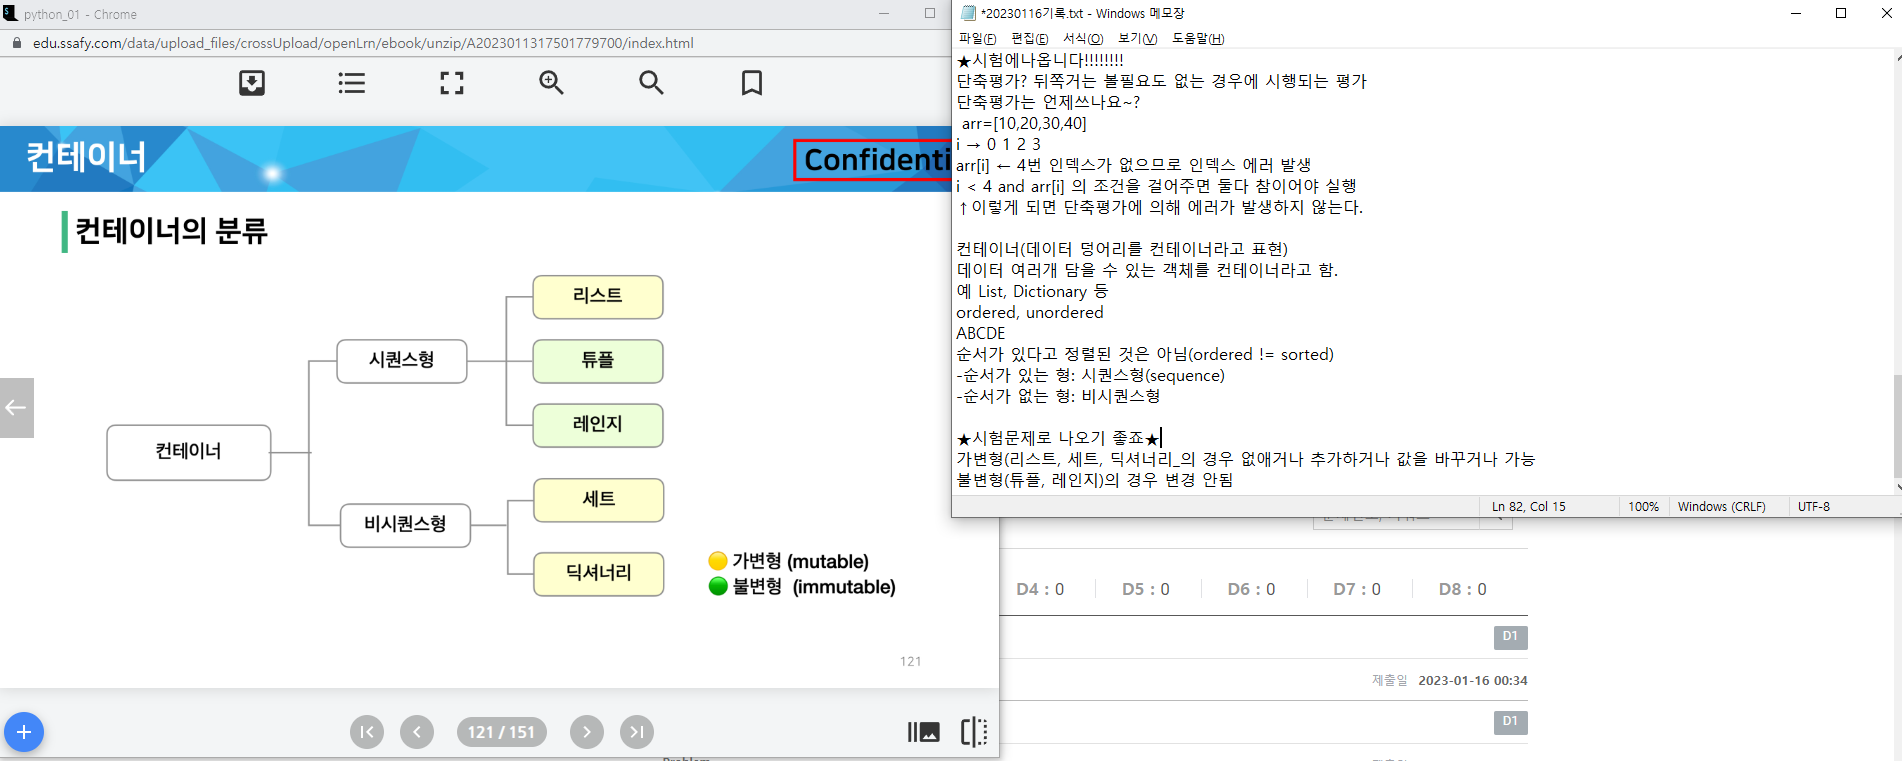 python_01 - Chrome
edu.ssafy.com/data/upload_files/crossUpload/openLrn/ebook/unzip/A2023011317501779700/index.html
컨테이너
Confidenti
컨테이너의 분류
리스트
시퀀스형
튜플
레인지
컨테이너
세트
비시퀀스형
딕셔너리
가변형 (mutable)
불변형 (immutable)
121
121 / 151
*20230116기록.txt - Windows 메모장
파일(F) 편집(E) 서식(O) 보기(V) 도움말(H)
★시험에나옵니다!!!!!!!!
단축평가? 뒤쪽거는 볼필요도 없는 경우에 시행되는 평가
단축평가는 언제쓰나요~?
arr=[10,20,30,40]
i → 0 1 2 3
arr[i] ← 4번 인덱스가 없으므로 인덱스 에러 발생
i < 4 and arr[i] 의 조건을 걸어주면 둘다 참이어야 실행
↑이렇게 되면 단축평가에 의해 에러가 발생하지 않는다.
컨테이너(데이터 덩어리를 컨테이너라고 표현)
데이터 여러개 담을 수 있는 객체를 컨테이너라고 함.
예 List, Dictionary 등
ordered, unordered
ABCDE
순서가 있다고 정렬된 것은 아님(ordered != sorted)
-순서가 있는 형: 시퀀스형(sequence)
-순서가 없는 형: 비시퀀스형
★시험문제로 나오기 좋죠★
가변형(리스트, 세트, 딕셔너리_의 경우 없애거나 추가하거나 값을 바꾸거나 가능
불변형(튜플, 레인지)의 경우 변경 안됨
Ln 82, Col 15 100% Windows (CRLF) UTF-8
D4 : 0 D5 : 0 D6 : 0 D7 : 0 D8 : 0
D1
제출일 2023-01-16 00:34
D1